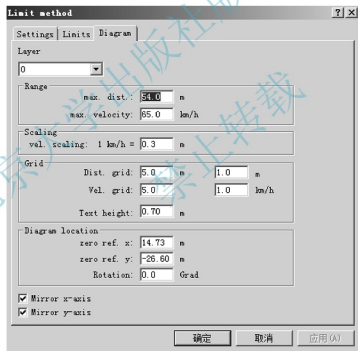 Limit method
Settings Limits Diagram
Layer
0
Range
max. dist.: 54.0 m
max. velocity: 65.0 km/h
Scaling
vel. scaling: 1 km/h = 0.3 m
Grid
Dist. grid: 5.0 m 1.0 m
Vel. grid: 5.0 1.0 km/h
Text height: 0.70 m
Diagram location
zero ref. x: 14.73 m
zero ref. y: -26.60 m
Rotation: 0.0 Grad
Mirror x-axis
Mirror y-axis
确定 取消 应用(A)